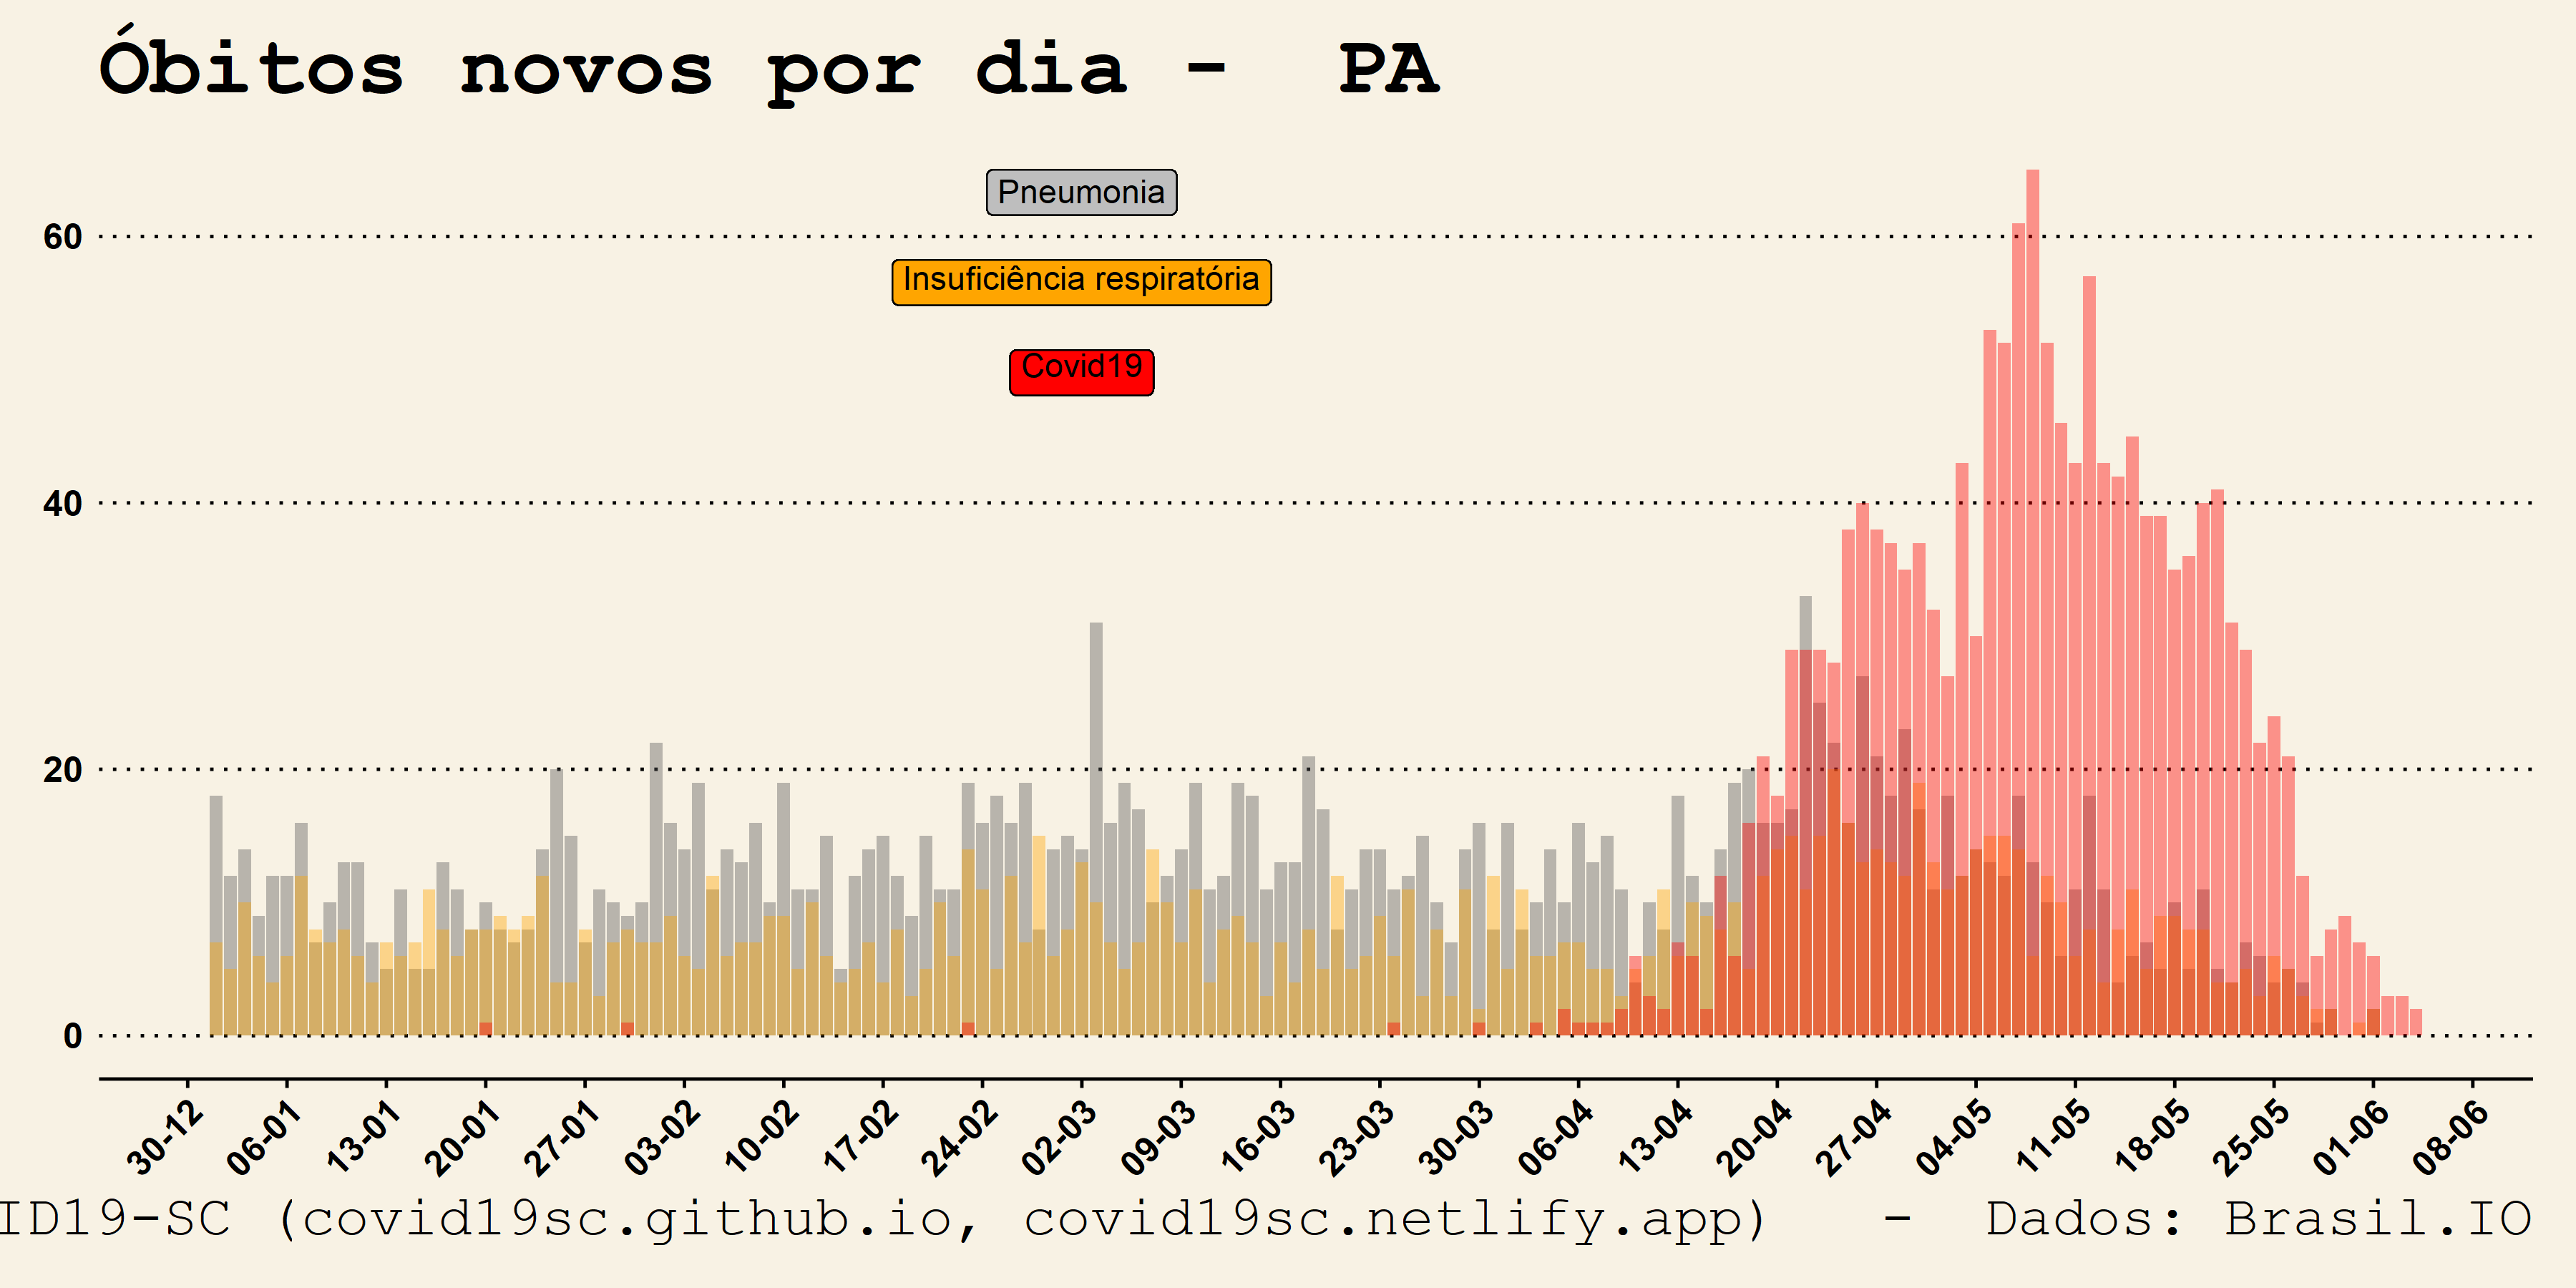 Óbitos novos por dia - PA
Pneumonia
60
Insuficiência respiratória
Covid19
40
20
0
30-12 06-01 13-01 20-01 27-01 03-02 10-02 17-02 24-02 02-03 09-03 16-03 23-03 30-03 06-04 13-04 20-04 27-04 04-05 11-05 18-05 25-05 01-06 08-06
ID19-SC (covid19sc.github.io, covid19sc.netlify.app) - Dados: Brasil.IO